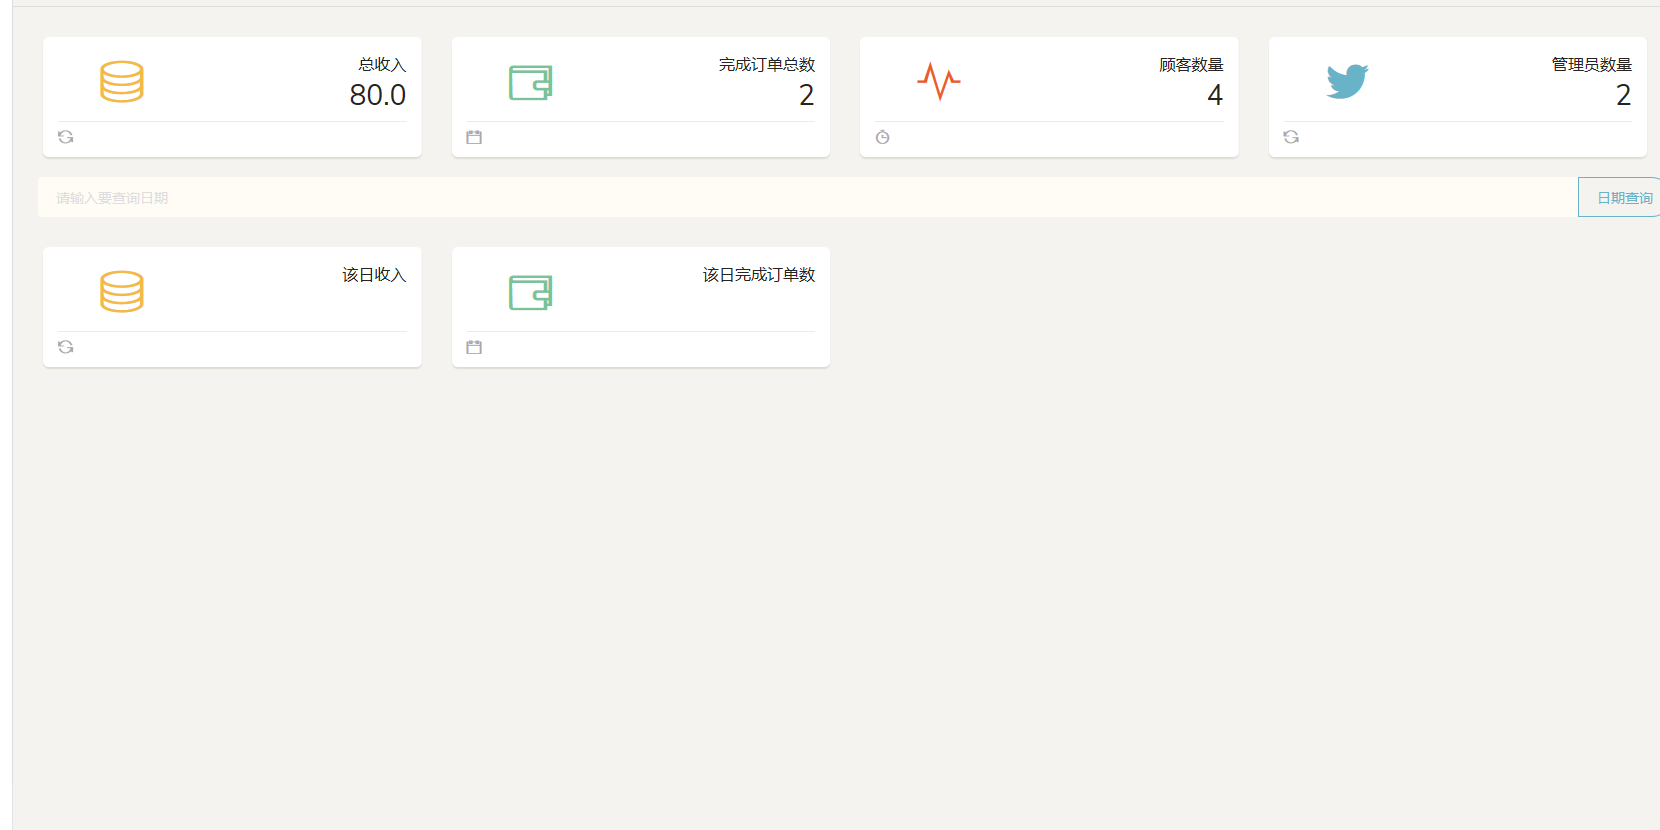 总收入
80.0
完成订单总数
2
顾客数量
4
管理员数量
2
请输入要查询日期
日期查询
该日收入
该日完成订单数